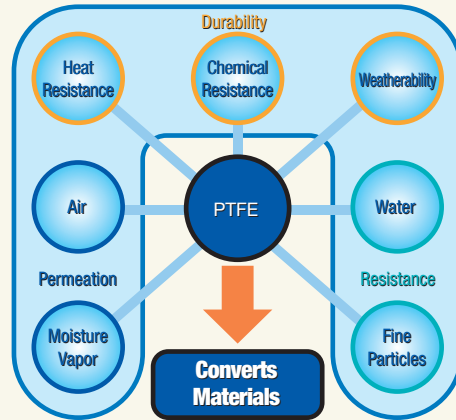 Durability
Heat
Resistance
Chemical
Resistance
Weatherability
Air
PTFE
Water
Permeation
Resistance
Moisture
Vapor
Fine
Particles
Converts
Materials